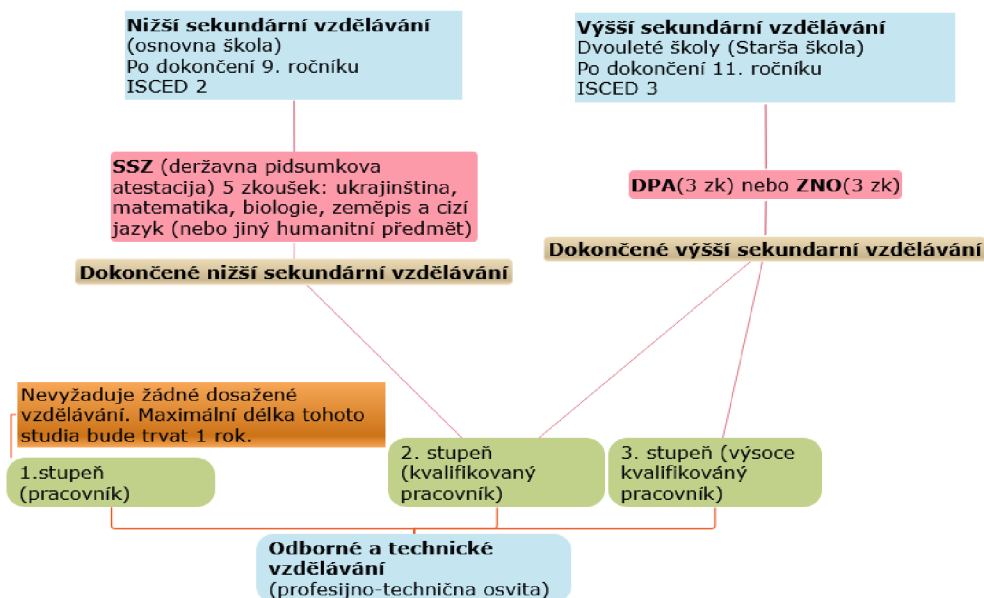 Nižší sekundární vzdělávání
(osnovna škola)
Po dokončení 9. ročníku
ISCED 2
Výšší sekundární vzdělávání
Dvouleté školy (Starša škola)
Po dokončení 11. ročníku
ISCED 3
SSZ (deržavna pidsumkova
atestacija) 5 zkoušek: ukrajinština,
matematika, biologie, zeměpis a cizí
jazyk (nebo jiný humanitní předmět)
DPA(3 zk) nebo ZNO(3 zk)
Dokončené nižší sekundární vzdělávání
Dokončené výšší sekundarní vzdělávání
Nevyžaduje žádné dosažené
vzdělávání. Maximální délka tohoto
studia bude trvat 1 rok.
1.stupeň
(pracovník)
2. stupeň
(kvalifikovaný
pracovník)
3. stupeň (výsoce
kvalifikováný
pracovník)
Odborné a technické
vzdělávání
(profesijno-technična osvita)